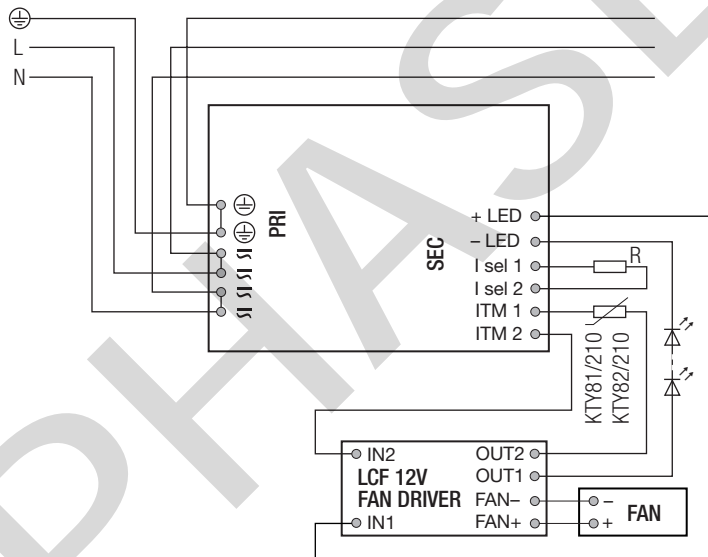 L
N
PRI
SEC
~
~
~
~
+ LED
– LED
I sel 1
I sel 2
ITM 1
ITM 2
R
KTY81/210
KTY82/210
IN2
LCF 12V
FAN DRIVER
IN1
OUT2
OUT1
FAN–
FAN+
–
+
FAN
PHASE